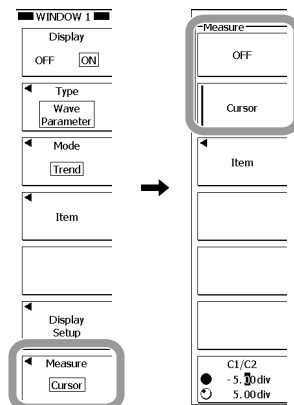 WINDOW 1
Display
OFF ON
Type
Wave
Parameter
Mode
Trend
Item
Display
Setup
Measure
Cursor
Measure
OFF
Cursor
Item
C1/C2
-5.00div
5.00div